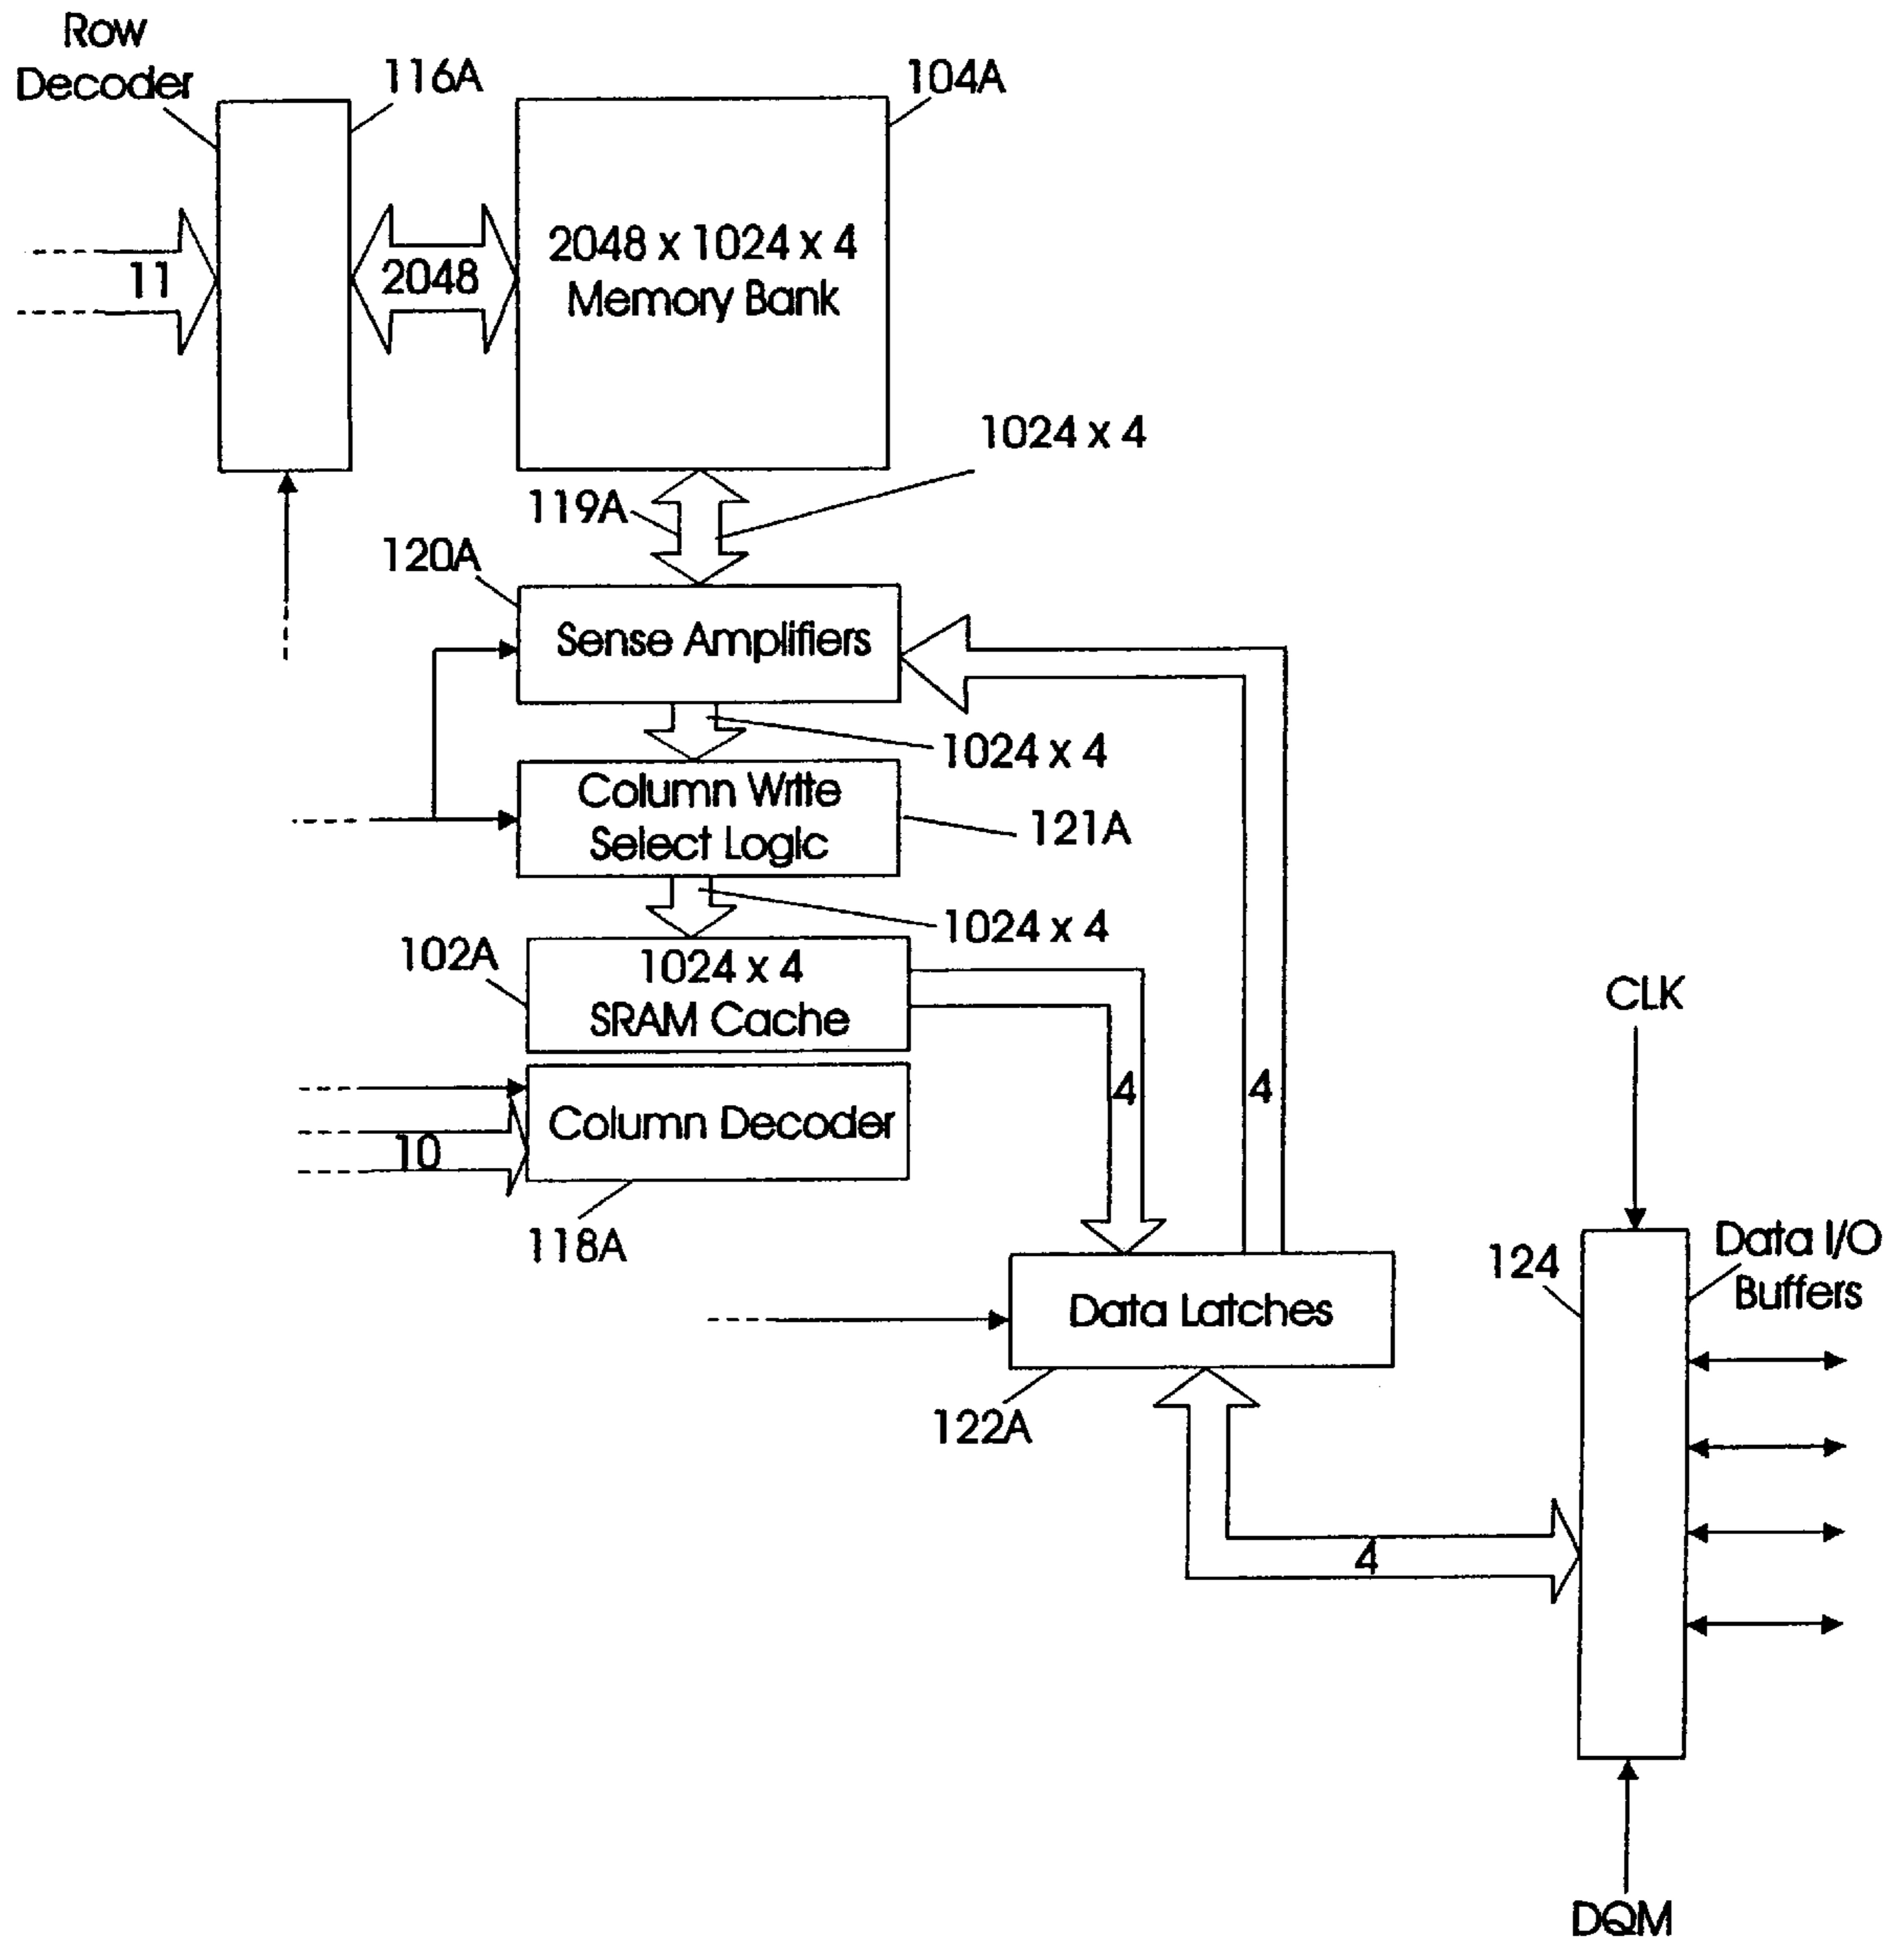 Row
Decoder
116A
104A
11
2048
2048 x 1024 x 4
Memory Bank
1024 x 4
119A
120A
Sense Amplifiers
1024 x 4
Column Write
Select Logic
121A
1024 x 4
102A
1024 x 4
SRAM Cache
CLK
4
4
Column Decoder
10
118A
124
Data I/O
Buffers
Data Latches
122A
4
DQM